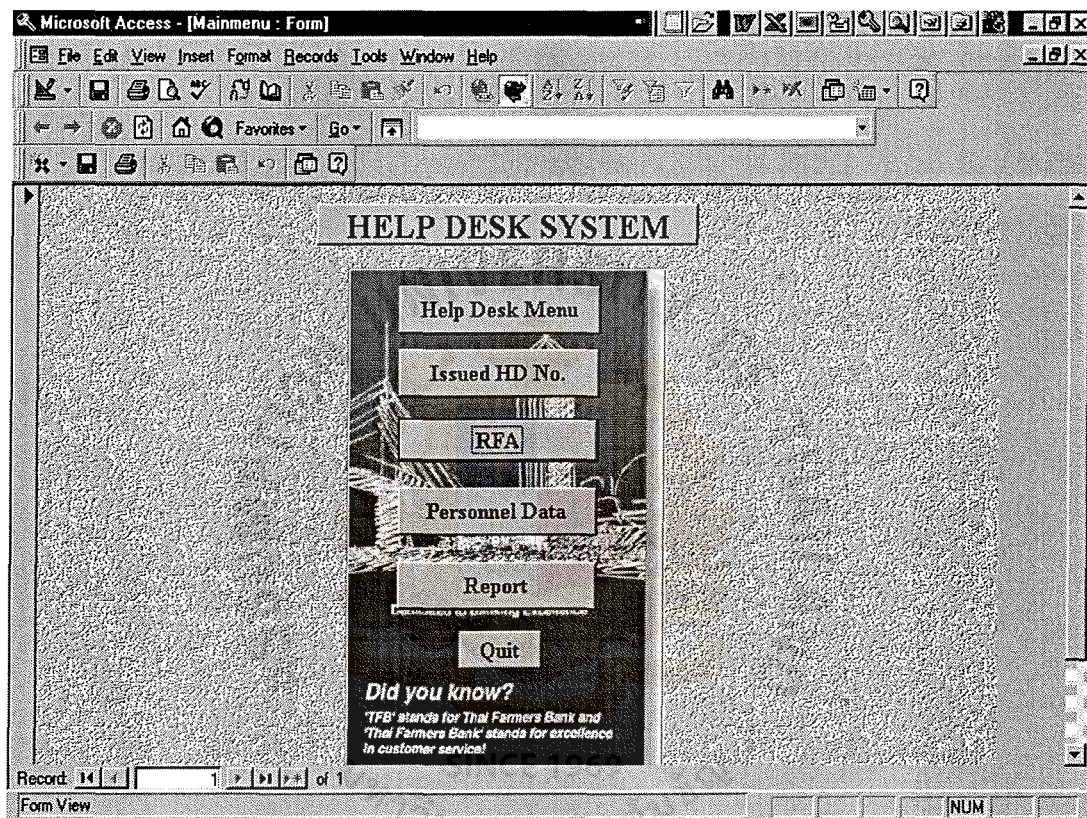 Microsoft Access - [Mainmenu : Form]
File Edit View Insert Format Records Tools Window Help
Favorites Go
HELP DESK SYSTEM
Help Desk Menu
Issued HD No.
RFA
Personnel Data
Report
Quit
Did you know?
'TFB' stands for Thai Farmers Bank and
'Thai Farmers Bank' stands for excellence
in customer service!
SINCE 1969
Record: 1 of 1
Form View NUM